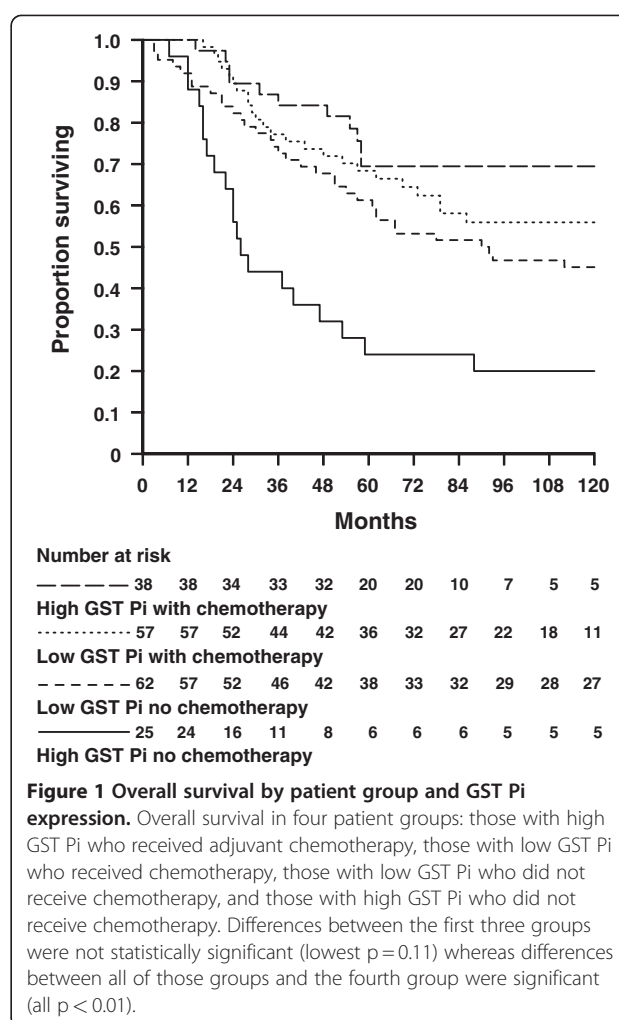 1.0
0.9
0.8
0.7
0.6
0.5
0.4
0.3
0.2
0.1
0
Proportion surviving
0 12 24 36 48 60 72 84 96 108 120
Months
Number at risk
38 38 34 33 32 20 20 10 7 5 5
High GST Pi with chemotherapy
57 57 52 44 42 36 32 27 22 18 11
Low GST Pi with chemotherapy
62 57 52 46 42 38 33 32 29 28 27
Low GST Pi no chemotherapy
25 24 16 11 8 6 6 6 5 5 5
High GST Pi no chemotherapy
Figure 1 Overall survival by patient group and GST Pi
expression. Overall survival in four patient groups: those with high
GST Pi who received adjuvant chemotherapy, those with low GST Pi
who received chemotherapy, those with low GST Pi who did not
receive chemotherapy, and those with high GST Pi who did not
receive chemotherapy. Differences between the first three groups
were not statistically significant (lowest p = 0.11) whereas differences
between all of those groups and the fourth group were significant
(all p < 0.01).